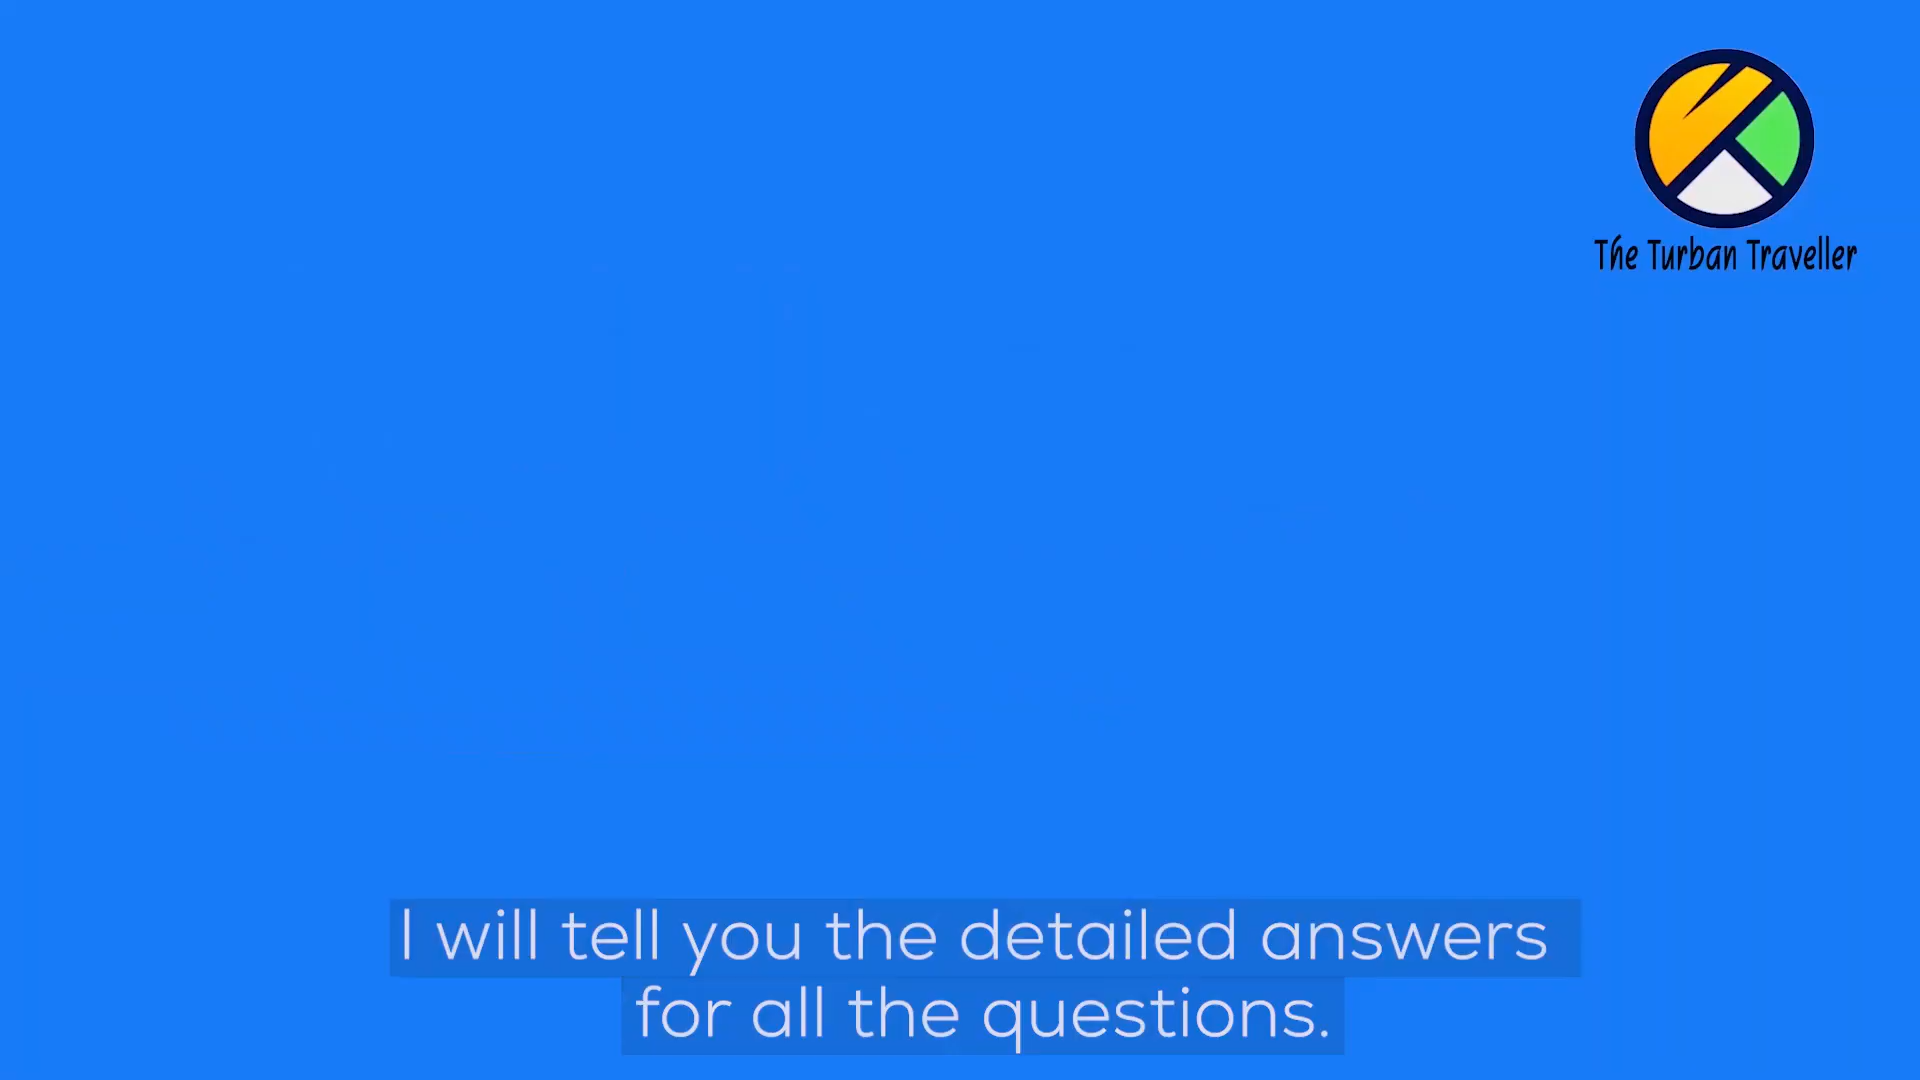 The Turban Traveller
I will tell you the detailed answers
for all the questions.